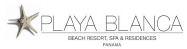 PLAYA BLANCA
BEACH RESORT, SPA & RESIDENCES
PANAMA